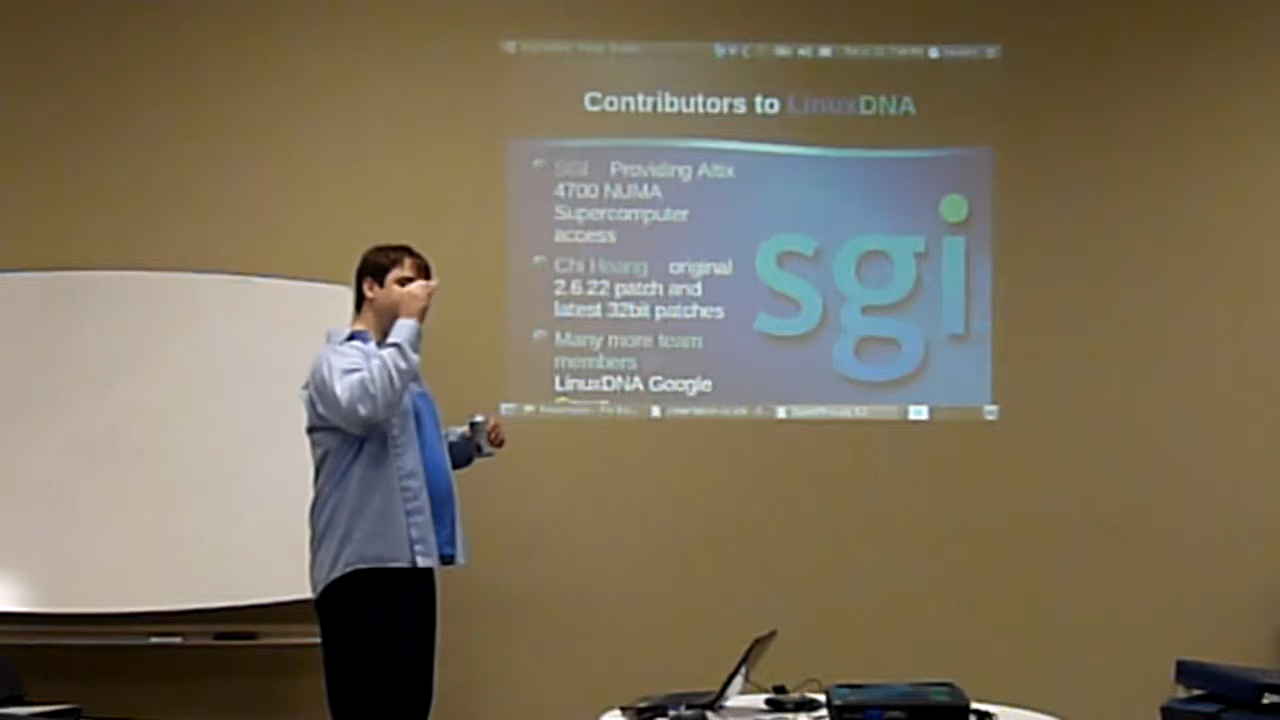 Contributors to LinuxDNA
SGI Providing Altix
4700 NUMA
Supercomputer
access
Chi Hoang original
2.6.22 patch and
latest 32bit patches
Many more team
members
LinuxDNA Google
sgi